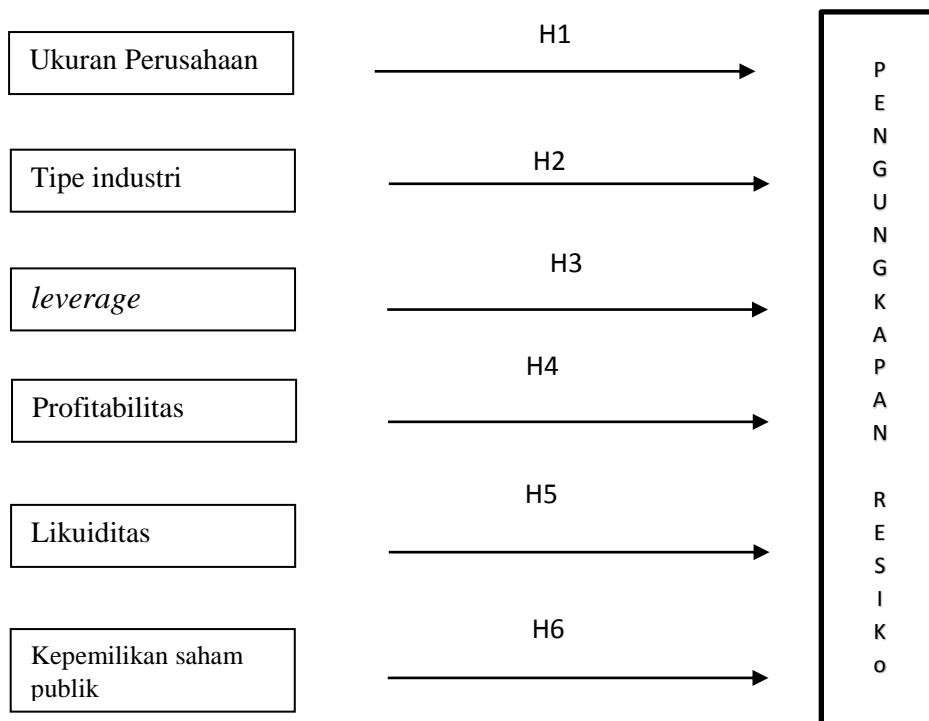 H1
Ukuran Perusahaan
H2
Tipe industri
H3
leverage
H4
Profitabilitas
H5
Likuiditas
H6
Kepemilikan saham
publik
P
E
N
G
U
N
G
K
A
P
A
N
R
E
S
I
K
o